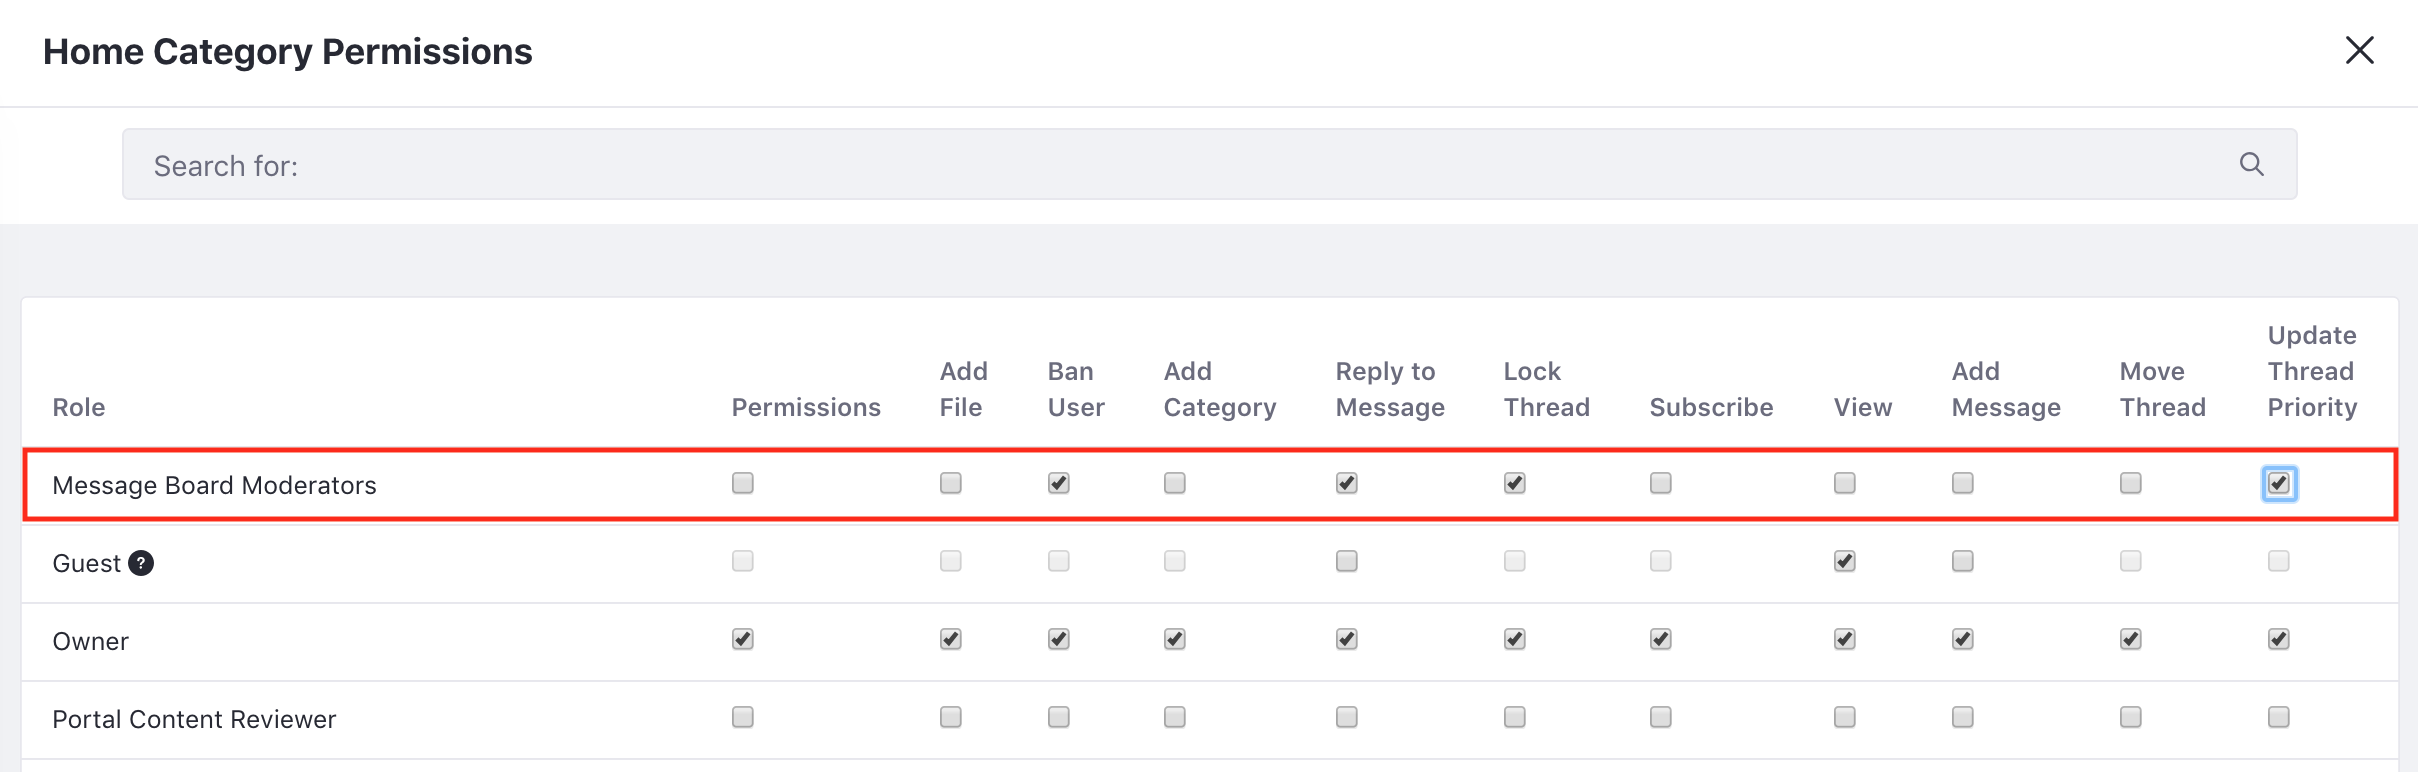 Home Category Permissions
Search for:
Role Permissions Add File Ban User Add Category Reply to Message Lock Thread Subscribe View Add Message Move Thread Update Thread Priority
Message Board Moderators
Guest ?
Owner
Portal Content Reviewer